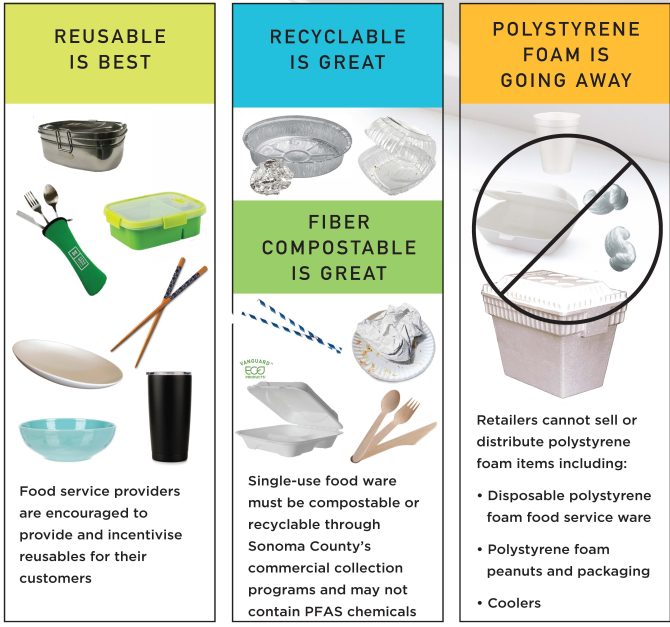 REUSABLE
IS BEST
Food service providers
are encouraged to
provide and incentivise
reusables for their
customers
RECYCLABLE
IS GREAT
FIBER
COMPOSTABLE
IS GREAT
VANGUARD™
ECO
PRODUCTS
Single-use food ware
must be compostable or
recyclable through
Sonoma County's
commercial collection
programs and may not
contain PFAS chemicals
POLYSTYRENE
FOAM IS
GOING AWAY
Retailers cannot sell or
distribute polystyrene
foam items including:
• Disposable polystyrene
foam food service ware
• Polystyrene foam
peanuts and packaging
• Coolers